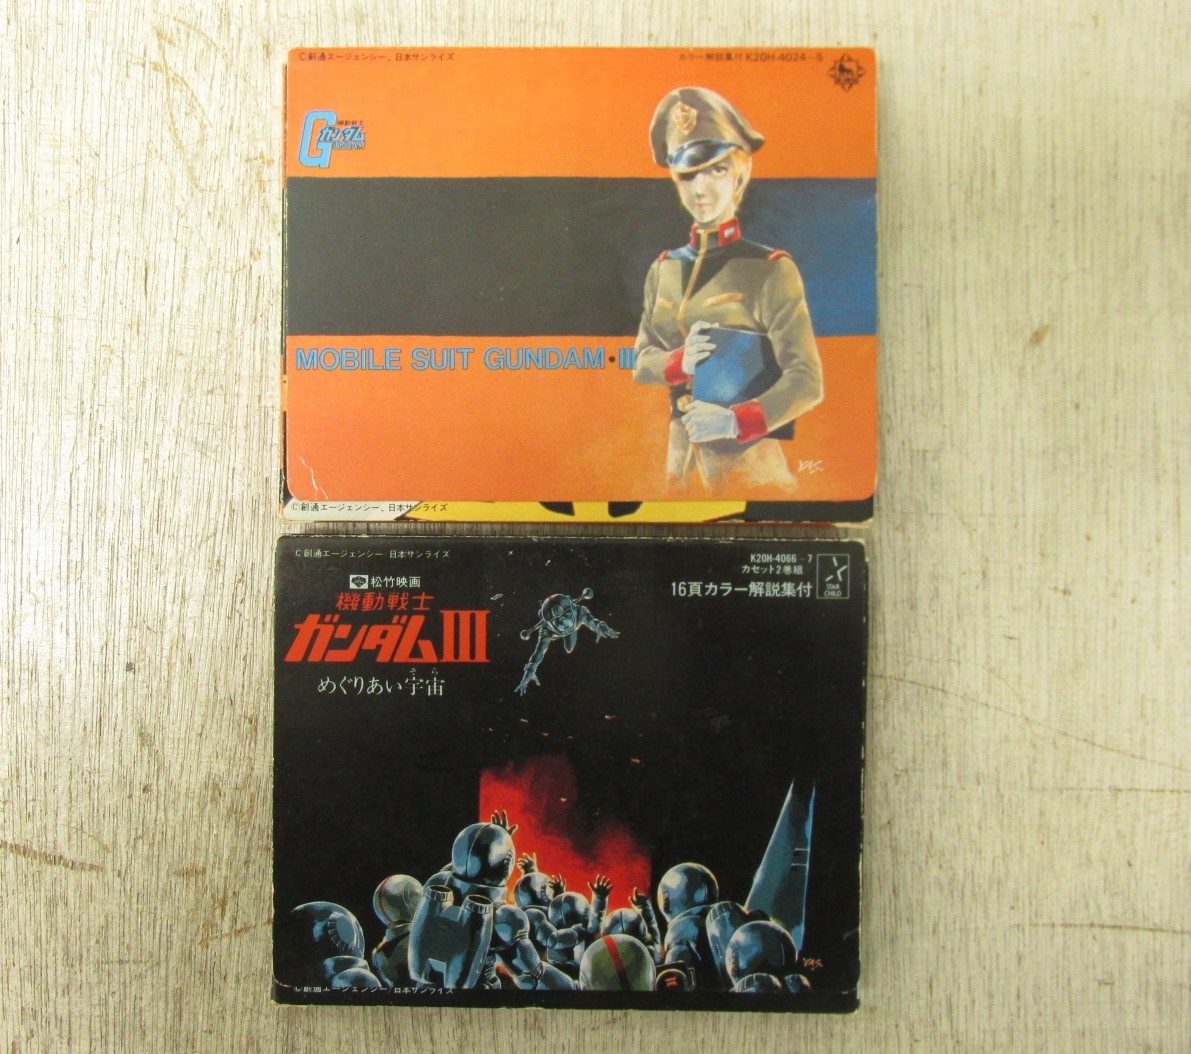 ©創通エージェンシー、日本サンライズ
カラー解説集付 K20H-4024～5
機動戦士
ガンダム
GUNDAM
MOBILE SUIT GUNDAM・III
YAS.
©創通エージェンシー、日本サンライズ
©創通エージェンシー 日本サンライズ
K20H-4066～7
カセット2巻組
16頁カラー解説集付
STAR
CHILD
松竹映画
機動戦士
ガンダムIII
めぐりあい宇宙
そら
YAS.
©創通エージェンシー 日本サンライズ